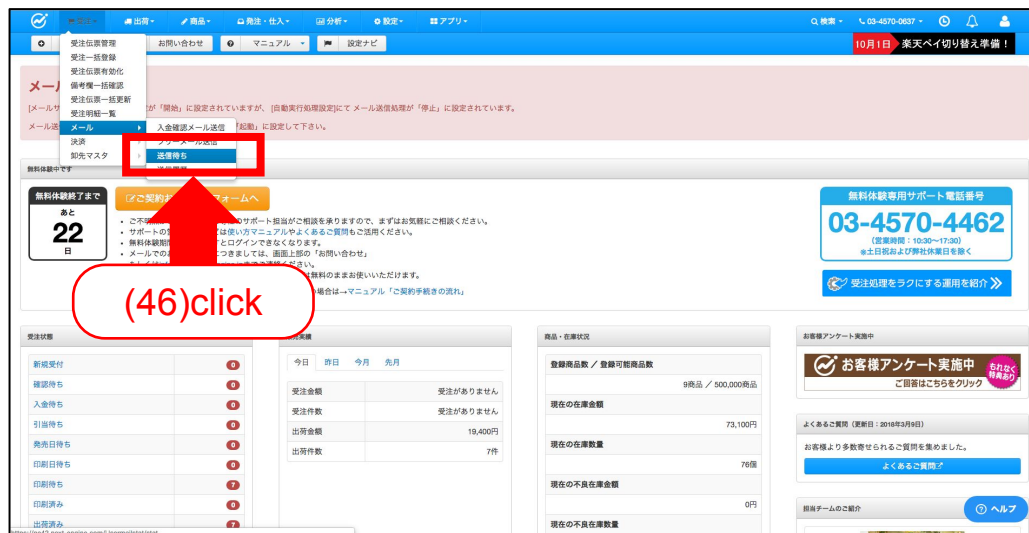 出荷
商品
発注・仕入
分析
設定
アプリ
検索
03-4570-0637
受注伝票管理
お問い合わせ
マニュアル
設定ナビ
10月1日 楽天ペイ切り替え準備！
受注一括登録
受注伝票有効化
備考欄一括確認
受注伝票一括更新
受注明細一覧
メール
入金確認メール送信
決済
卸先マスタ
送信待ち
が「開始」に設定されていますが、[自動実行処理設定]にて メール送信処理が「停止」に設定されています。
「起動」に設定して下さい。
無料体験中です
無料体験終了まで
あと
22
日
フォームへ
のサポート担当がご相談を承りますので、まずはお気軽にご相談ください。
使い方マニュアルやよくあるご質問もご活用ください。
とログインできなくなります。
つきましては、画面上部の「お問い合わせ」
は無料のままお使いいただけます。
場合は→マニュアル「ご契約手続きの流れ」
無料体験専用サポート電話番号
03-4570-4462
(営業時間：10:30～17:30)
※土日祝および弊社休業日を除く
受注処理をラクにする運用を紹介
(46)click
受注状態
新規受付 0
確認待ち 0
入金待ち 0
引当待ち 0
発売日待ち 0
印刷日待ち 0
印刷待ち 7
印刷済み 0
出荷済み 7
今日 昨日 今月 先月
受注金額 受注がありません
受注件数 受注がありません
出荷金額 19,400円
出荷件数 7件
商品・在庫状況
登録商品数 / 登録可能商品数
9商品 / 500,000商品
現在の在庫金額
73,100円
現在の在庫数量
76個
現在の不良在庫金額
0円
現在の不良在庫数量
お客様アンケート実施中
お客様アンケート実施中
ご回答はこちらをクリック
もれなく
特典あり
よくあるご質問（更新日：2018年3月9日）
お客様より多数寄せられるご質問を集めました。
よくあるご質問
担当チームのご紹介
ヘルプ